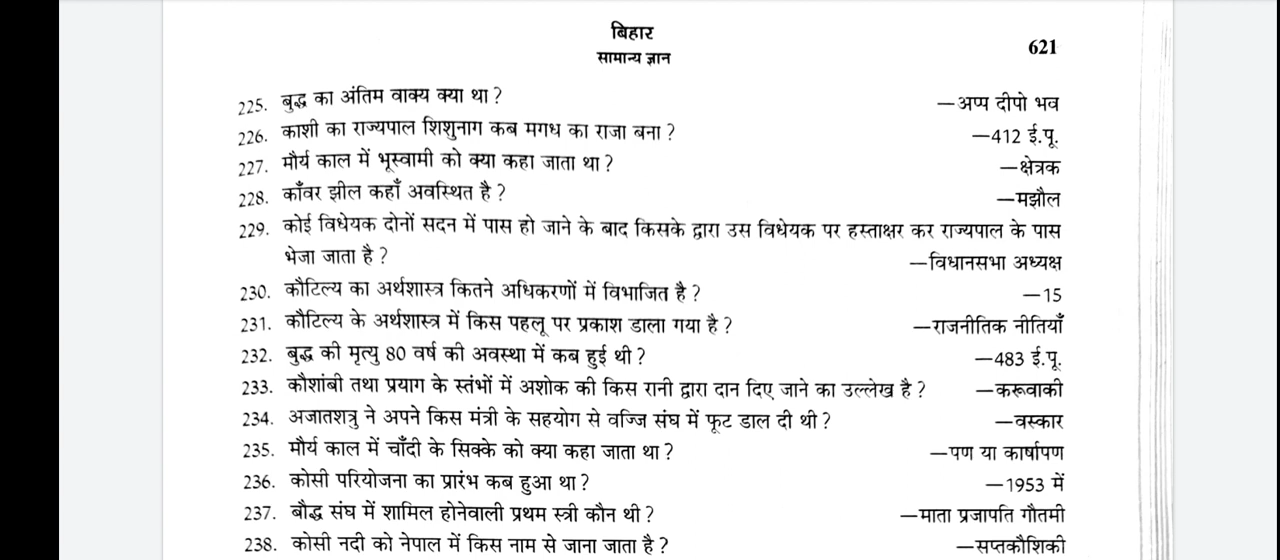 बिहार
सामान्य ज्ञान
621
225. बुद्ध का अंतिम वाक्य क्या था ? —अप्प दीपो भव
226. काशी का राज्यपाल शिशुनाग कब मगध का राजा बना ? —412 ई.पू.
227. मौर्य काल में भूस्वामी को क्या कहा जाता था ? —क्षेत्रक
228. काँवर झील कहाँ अवस्थित है ? —मझौल
229. कोई विधेयक दोनों सदन में पास हो जाने के बाद किसके द्वारा उस विधेयक पर हस्ताक्षर कर राज्यपाल के पास
भेजा जाता है ? —विधानसभा अध्यक्ष
230. कौटिल्य का अर्थशास्त्र कितने अधिकरणों में विभाजित है ? —15
231. कौटिल्य के अर्थशास्त्र में किस पहलू पर प्रकाश डाला गया है ? —राजनीतिक नीतियाँ
232. बुद्ध की मृत्यु 80 वर्ष की अवस्था में कब हुई थी ? —483 ई.पू.
233. कौशांबी तथा प्रयाग के स्तंभों में अशोक की किस रानी द्वारा दान दिए जाने का उल्लेख है ? —करूवाकी
234. अजातशत्रु ने अपने किस मंत्री के सहयोग से वज्जि संघ में फूट डाल दी थी ? —वस्कार
235. मौर्य काल में चाँदी के सिक्के को क्या कहा जाता था ? —पण या कार्षापण
236. कोसी परियोजना का प्रारंभ कब हुआ था ? —1953 में
237. बौद्ध संघ में शामिल होनेवाली प्रथम स्त्री कौन थी ? —माता प्रजापति गौतमी
238. कोसी नदी को नेपाल में किस नाम से जाना जाता है ? —सप्तकौशिकी